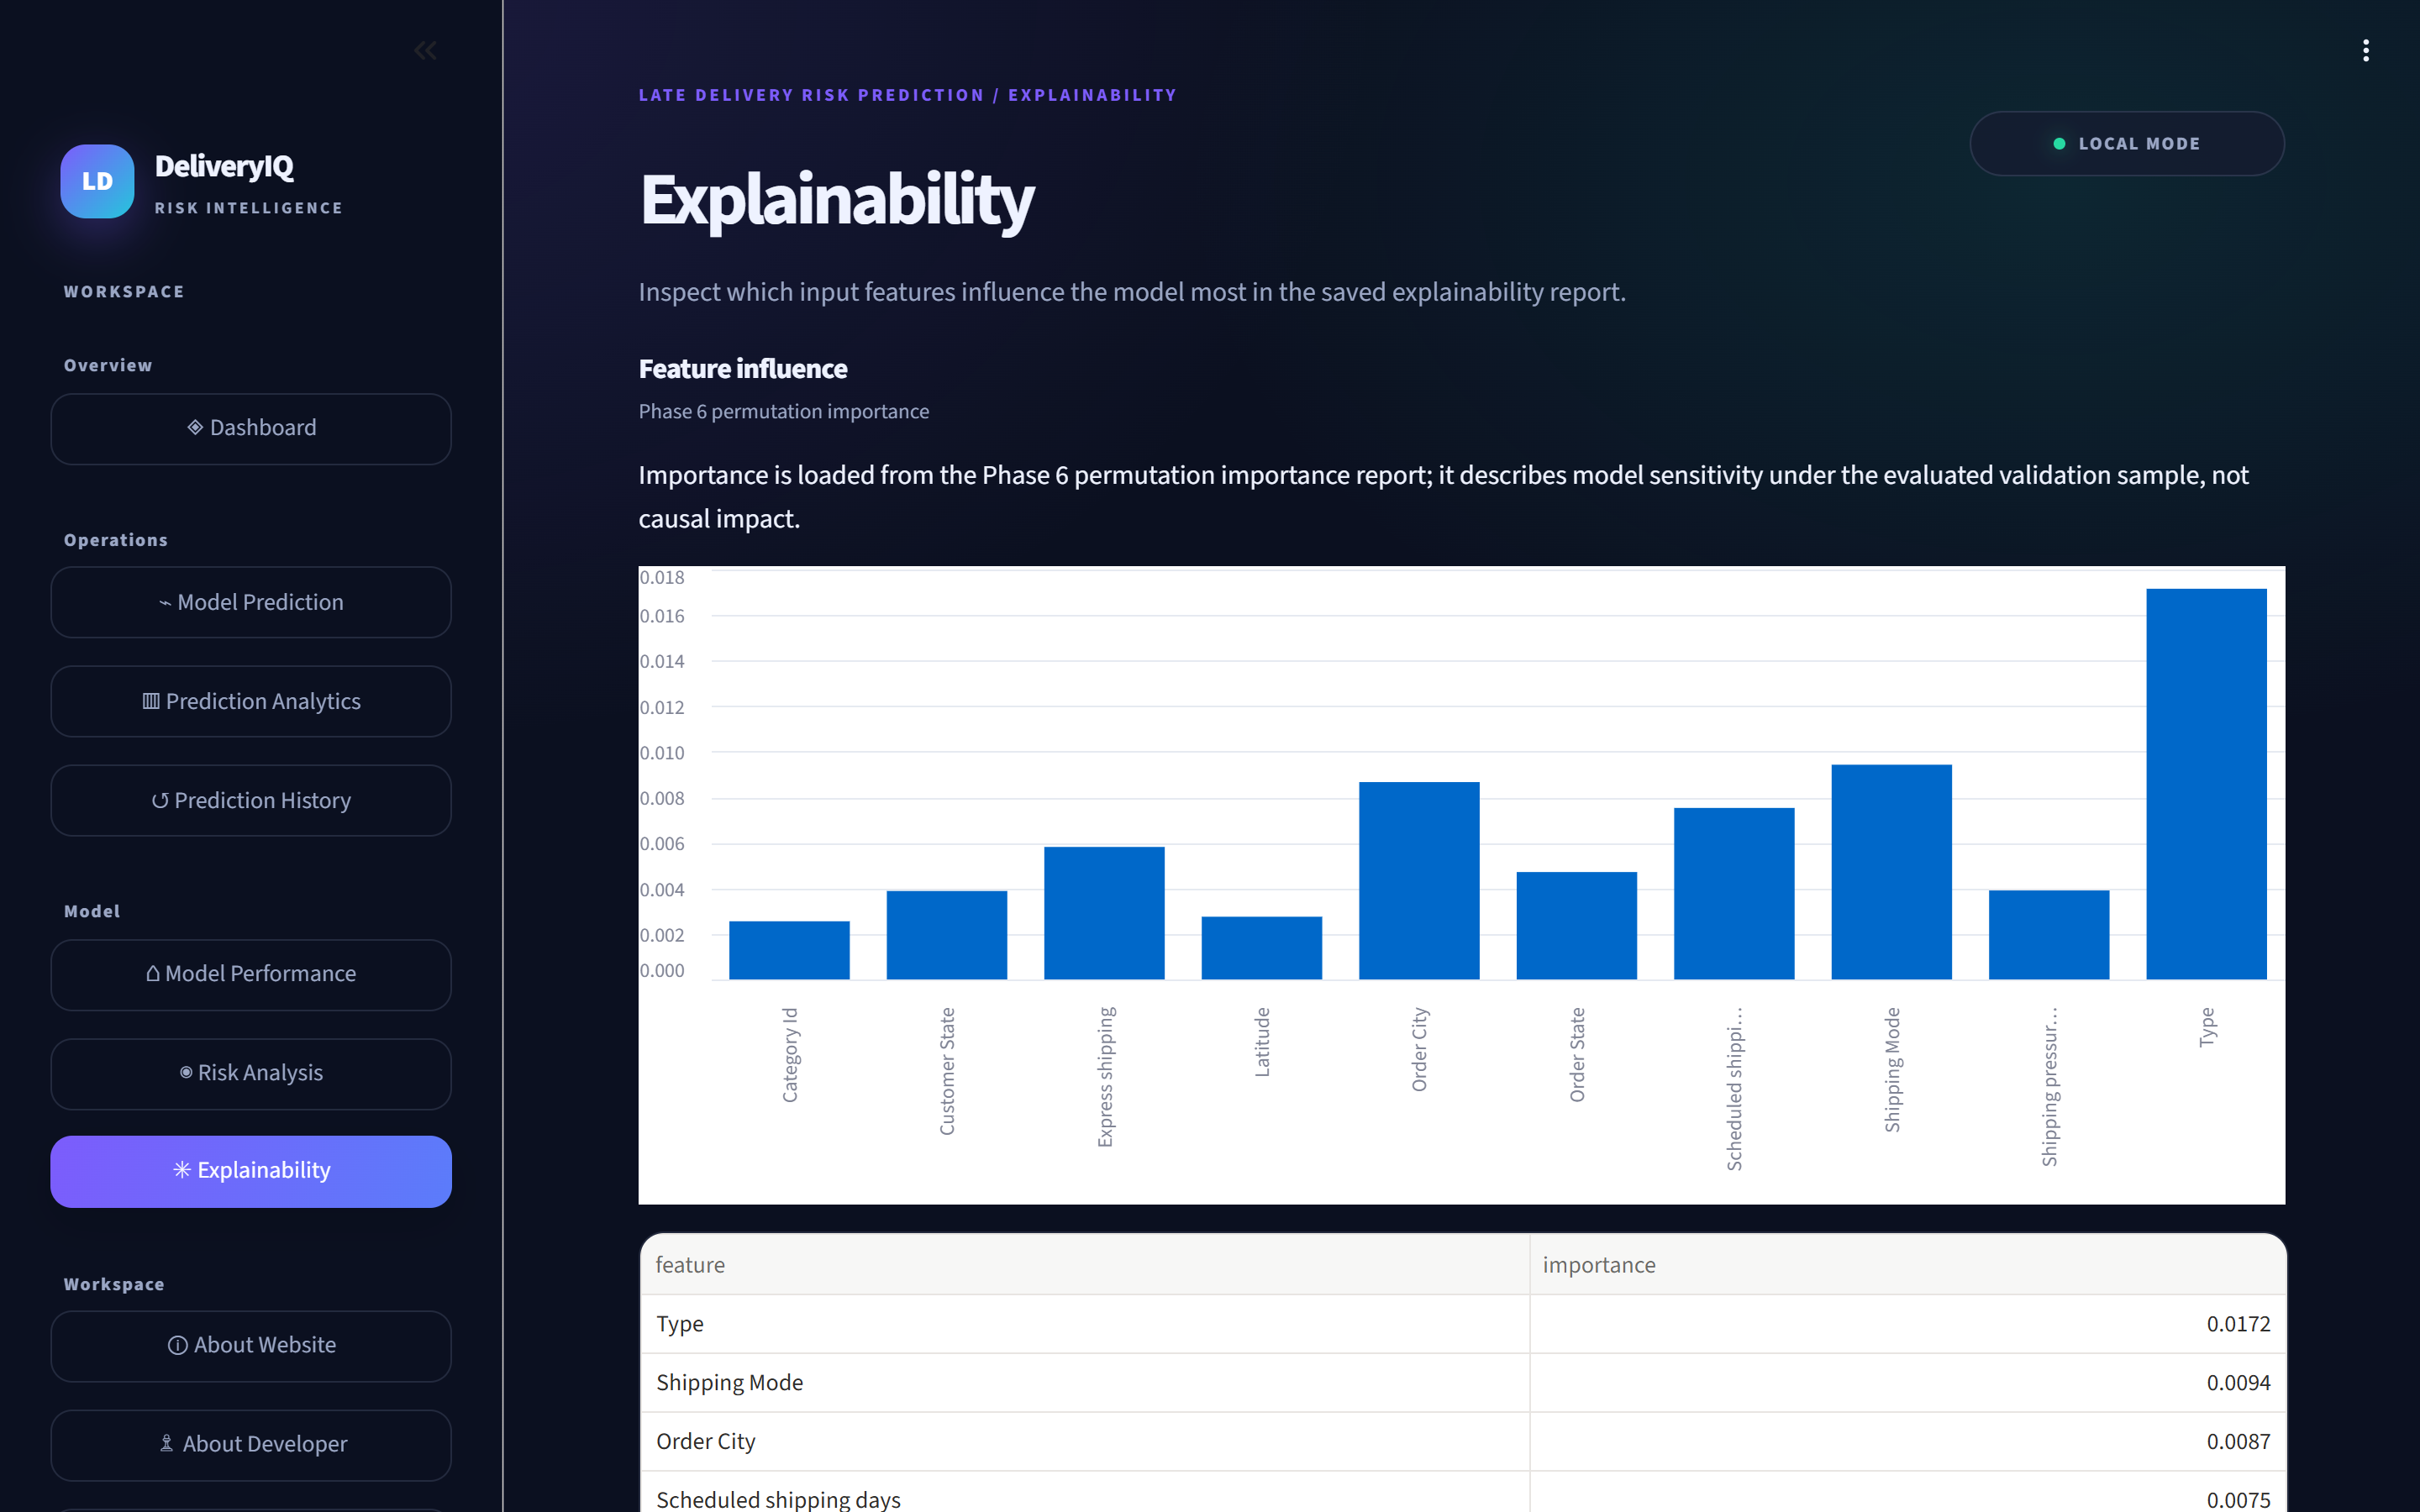 LD
DeliveryIQ
RISK INTELLIGENCE
WORKSPACE
Overview
Dashboard
Operations
Model Prediction
Prediction Analytics
Prediction History
Model
Model Performance
Risk Analysis
Explainability
Workspace
About Website
About Developer
LATE DELIVERY RISK PREDICTION / EXPLAINABILITY
LOCAL MODE
Explainability
Inspect which input features influence the model most in the saved explainability report.
Feature influence
Phase 6 permutation importance
Importance is loaded from the Phase 6 permutation importance report; it describes model sensitivity under the evaluated validation sample, not
causal impact.
0.018
0.016
0.014
0.012
0.010
0.008
0.006
0.004
0.002
0.000
Category Id
Customer State
Express shipping
Latitude
Order City
Order State
Scheduled shippi…
Shipping Mode
Shipping pressur…
Type
feature importance
Type 0.0172
Shipping Mode 0.0094
Order City 0.0087
Scheduled shipping days 0.0075